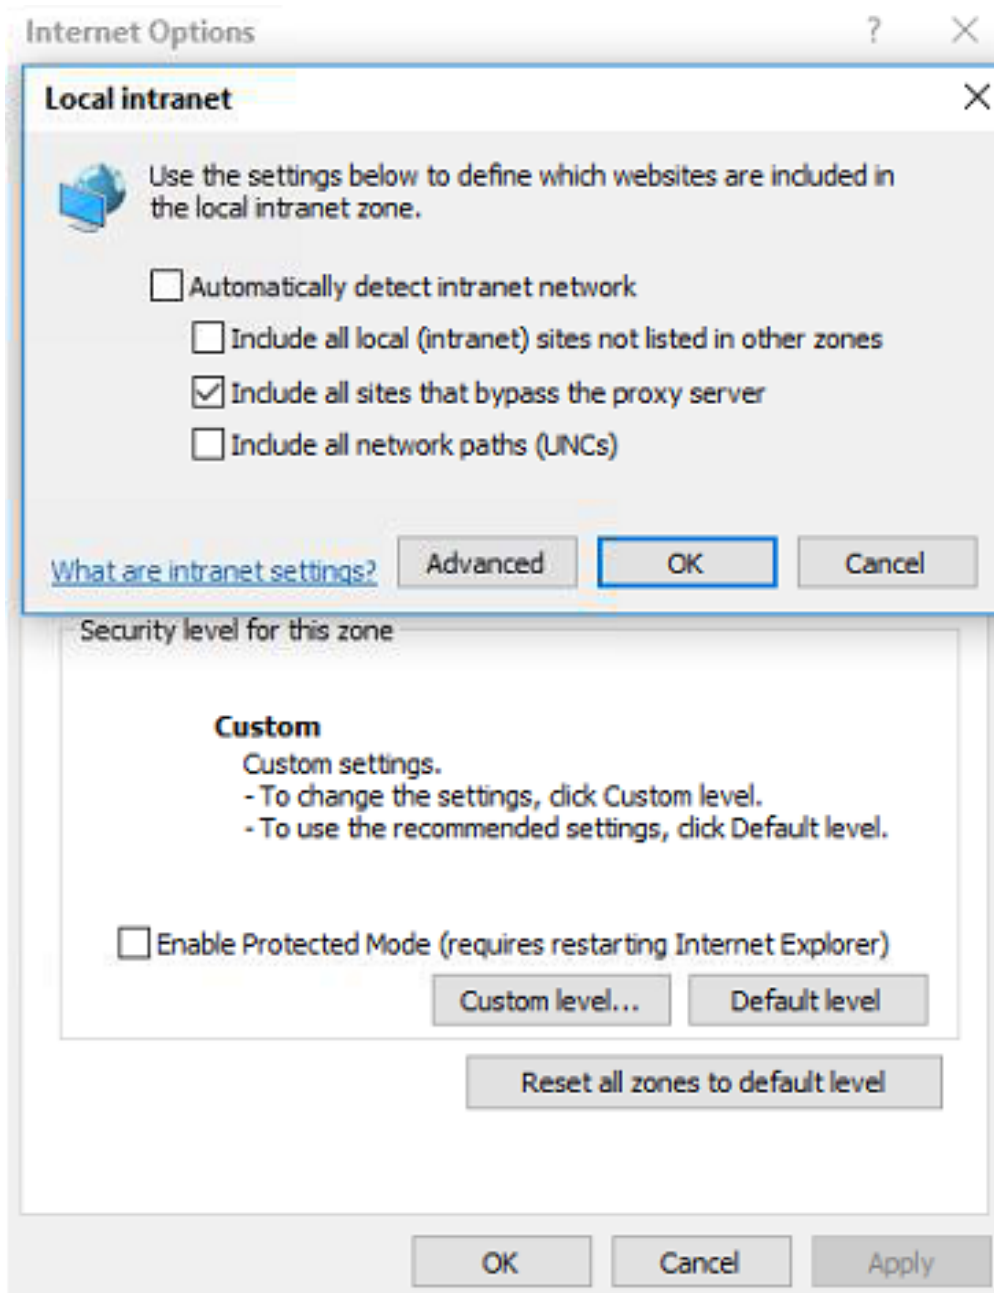 Internet Options
?
Local intranet
Use the settings below to define which websites are included in
the local intranet zone.
Automatically detect intranet network
Include all local (intranet) sites not listed in other zones
Include all sites that bypass the proxy server
Include all network paths (UNCs)
What are intranet settings?
Advanced
OK
Cancel
Security level for this zone
Custom
Custom settings.
- To change the settings, click Custom level.
- To use the recommended settings, click Default level.
Enable Protected Mode (requires restarting Internet Explorer)
Custom level...
Default level
Reset all zones to default level
OK
Cancel
Apply